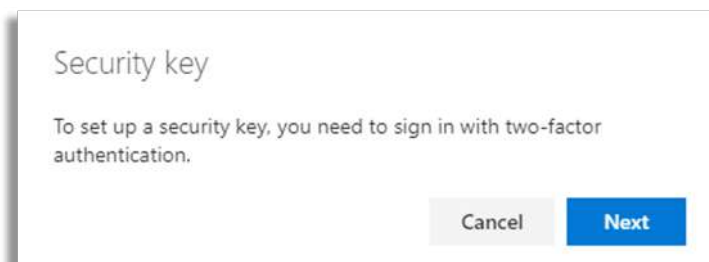 Security key
To set up a security key, you need to sign in with two-factor
authentication.
Cancel Next